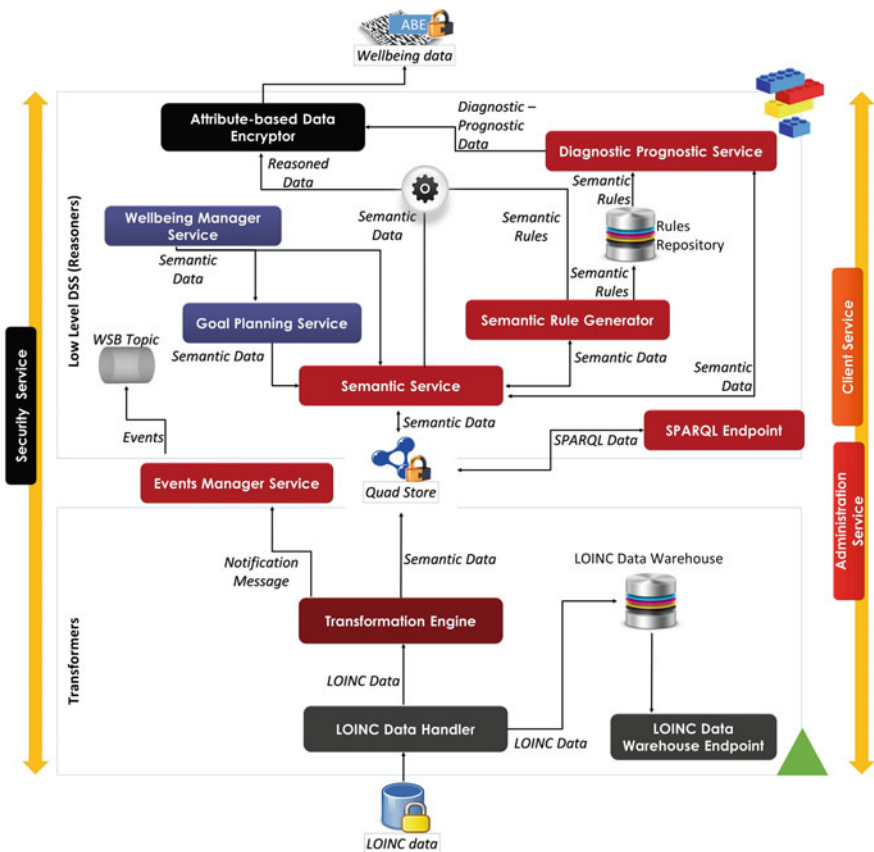 ABE
Wellbeing data
Attribute-based Data
Encryptor
Diagnostic –
Prognostic
Data
Diagnostic Prognostic Service
Reasoned
Data
Semantic
Rules
Wellbeing Manager
Service
Semantic
Data
Semantic
Rules
Rules
Repository
Semantic
Data
Semantic
Rules
Low Level DSS (Reasoners)
Goal Planning Service
Semantic Rule Generator
WSB Topic
Semantic Data
Semantic Data
Semantic
Data
Semantic Service
Security Service
Client Service
Semantic Data
Events
SPARQL Data
SPARQL Endpoint
Events Manager Service
Quad Store
Administration
Service
Notification
Message
Semantic Data
LOINC Data Warehouse
Transformers
Transformation Engine
LOINC Data
LOINC Data Handler
LOINC Data
LOINC Data
Warehouse Endpoint
LOINC data